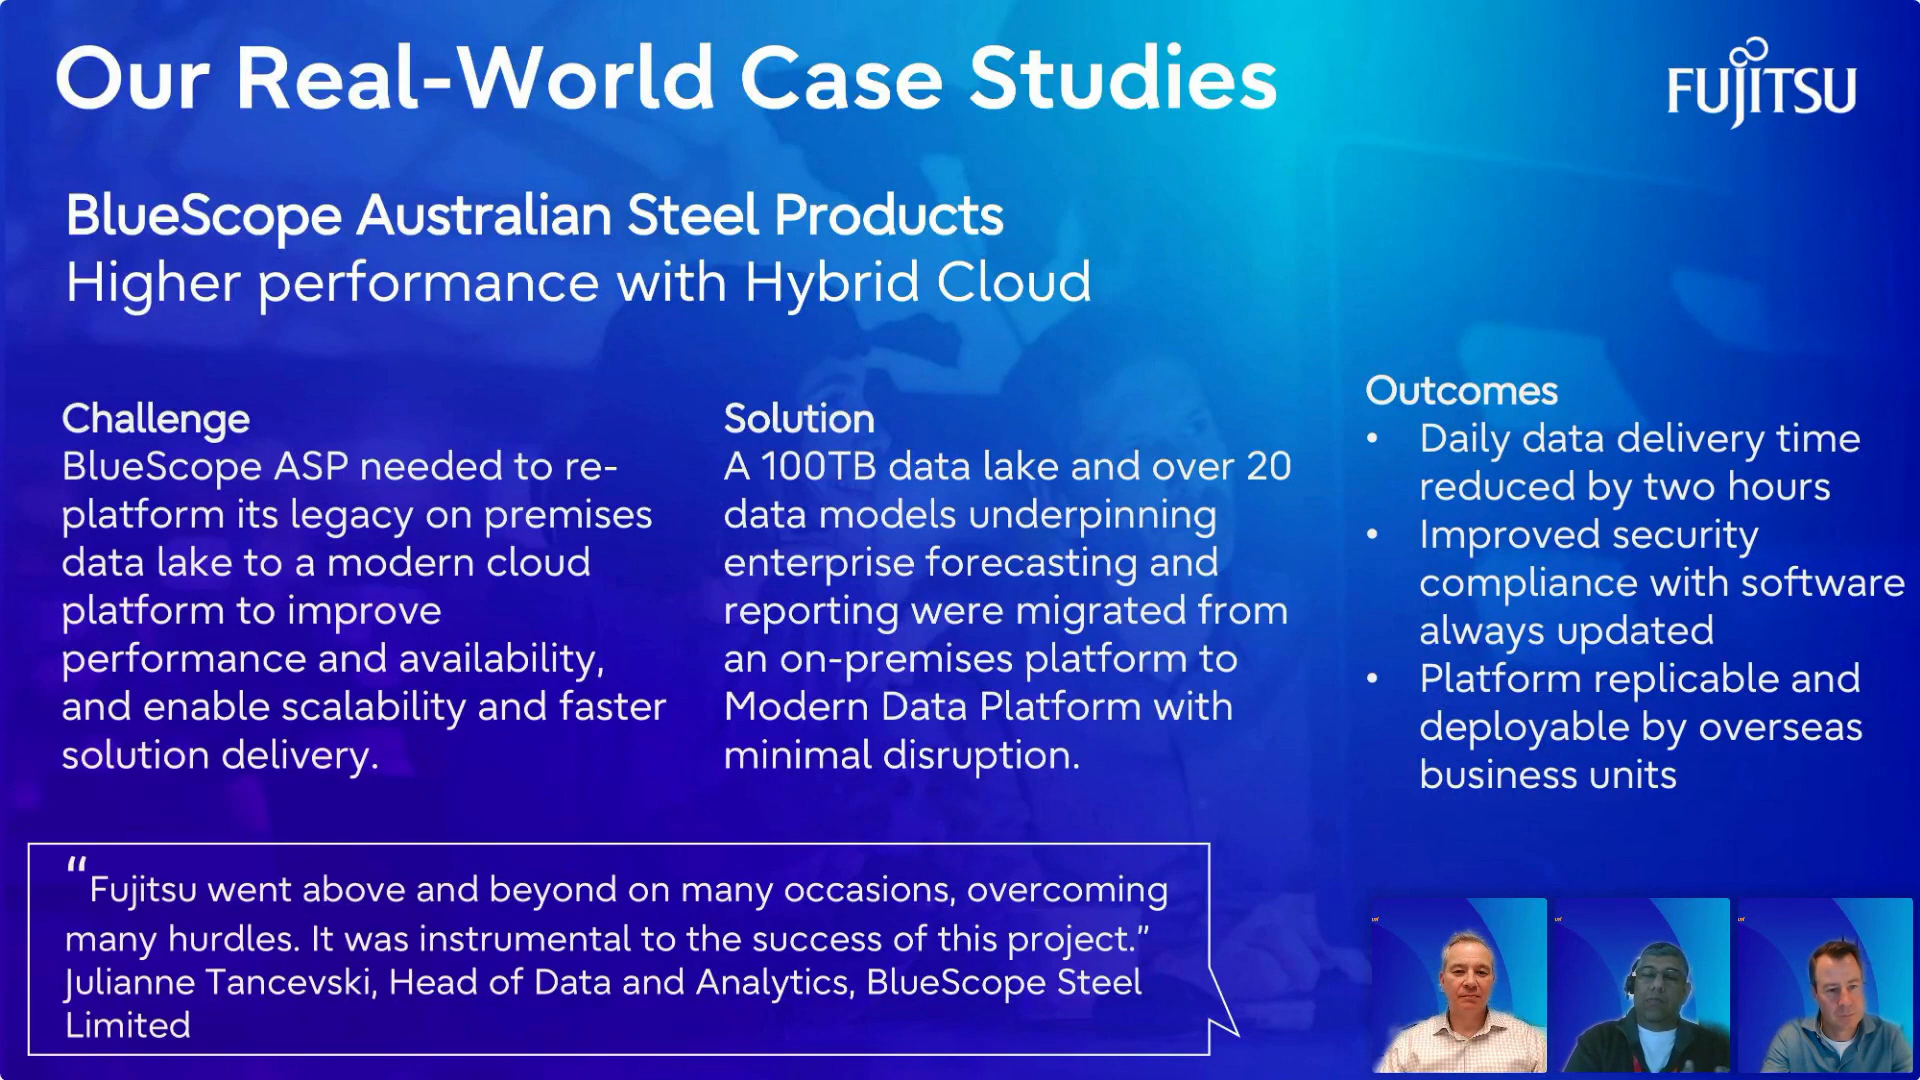 Our Real-World Case Studies
FUJITSU
BlueScope Australian Steel Products
Higher performance with Hybrid Cloud
Challenge
BlueScope ASP needed to re-
platform its legacy on premises
data lake to a modern cloud
platform to improve
performance and availability,
and enable scalability and faster
solution delivery.
Solution
A 100TB data lake and over 20
data models underpinning
enterprise forecasting and
reporting were migrated from
an on-premises platform to
Modern Data Platform with
minimal disruption.
Outcomes
• Daily data delivery time
reduced by two hours
• Improved security
compliance with software
always updated
• Platform replicable and
deployable by overseas
business units
“Fujitsu went above and beyond on many occasions, overcoming
many hurdles. It was instrumental to the success of this project.”
Julianne Tancevski, Head of Data and Analytics, BlueScope Steel
Limited